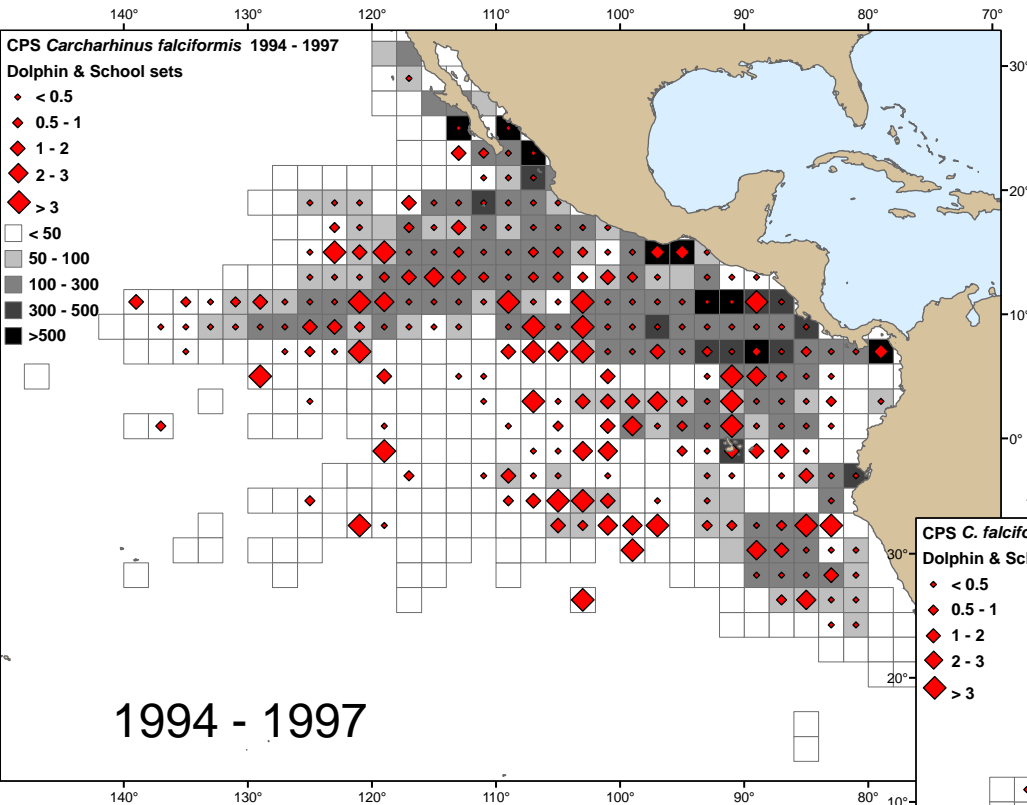 140° 130° 120° 110° 100° 90° 80° 70°
CPS Carcharhinus falciformis 1994 - 1997
Dolphin & School sets
< 0.5
0.5 - 1
1 - 2
2 - 3
> 3
< 50
50 - 100
100 - 300
300 - 500
>500
30°
20°
10°
0°
1994 - 1997
CPS C. falcifo
Dolphin & Sch
< 0.5
0.5 - 1
1 - 2
2 - 3
> 3
30°
20°
10°
140° 130° 120° 110° 100° 90° 80°